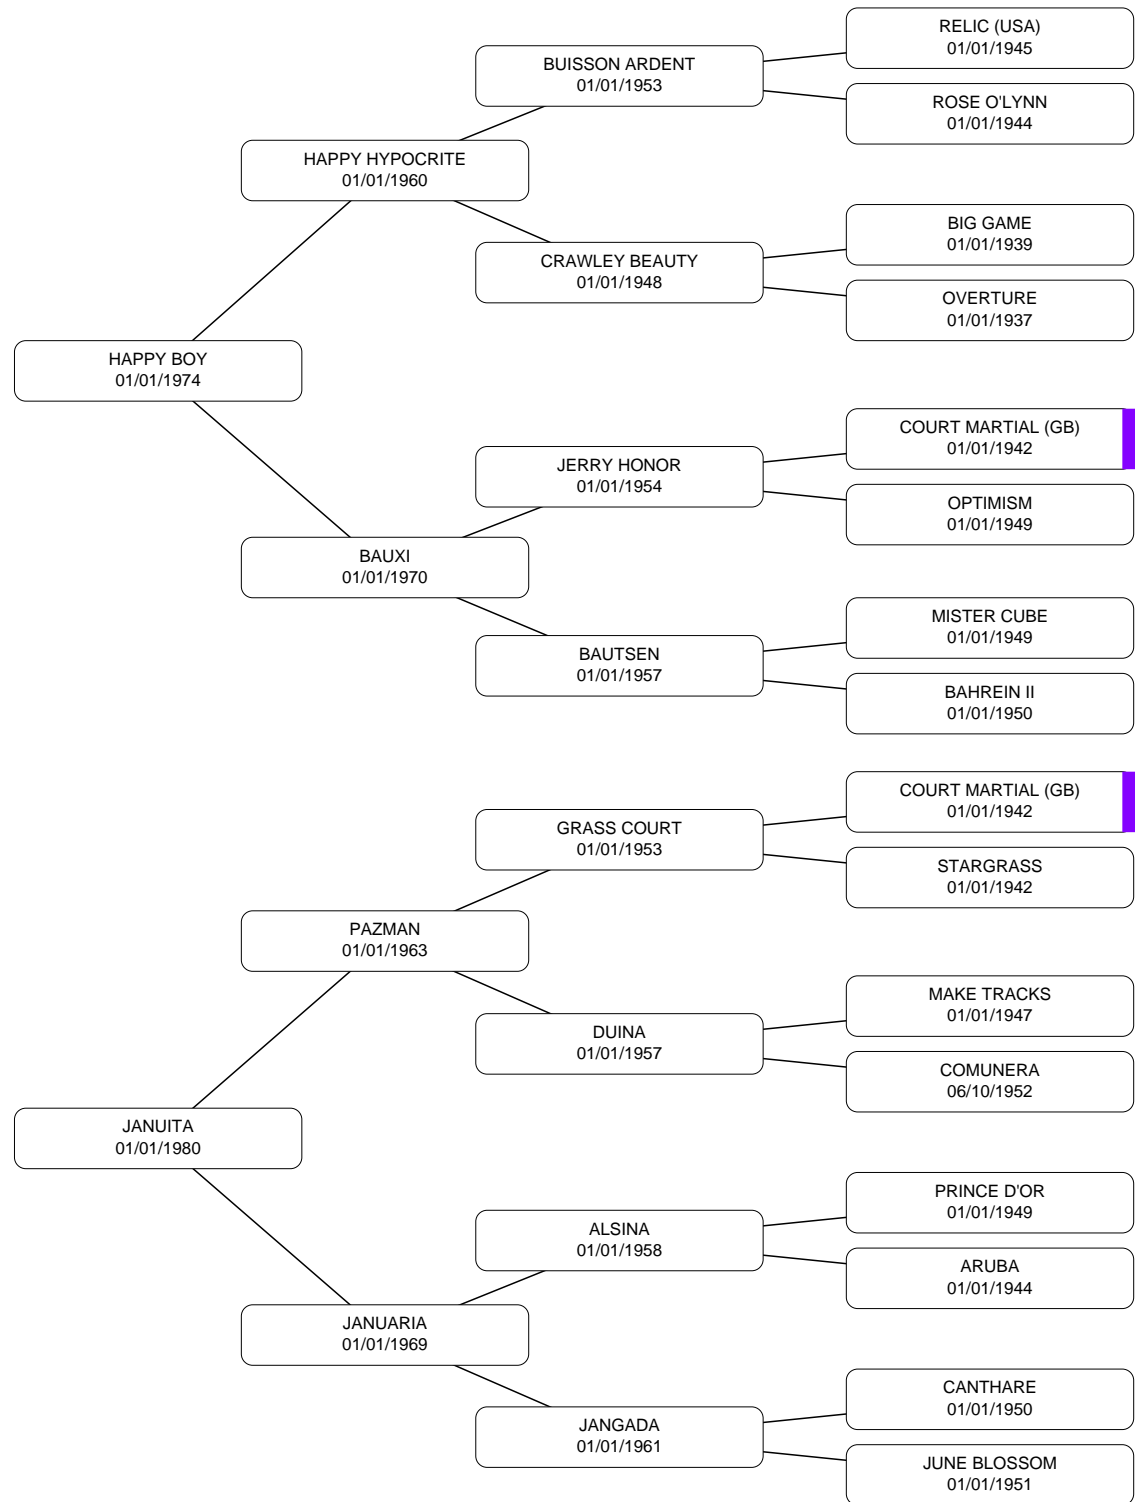 RELIC (USA)
01/01/1945
BUISSON ARDENT
01/01/1953
ROSE O'LYNN
01/01/1944
HAPPY HYPOCRITE
01/01/1960
BIG GAME
01/01/1939
CRAWLEY BEAUTY
01/01/1948
OVERTURE
01/01/1937
HAPPY BOY
01/01/1974
COURT MARTIAL (GB)
01/01/1942
JERRY HONOR
01/01/1954
OPTIMISM
01/01/1949
BAUXI
01/01/1970
MISTER CUBE
01/01/1949
BAUTSEN
01/01/1957
BAHREIN II
01/01/1950
COURT MARTIAL (GB)
01/01/1942
GRASS COURT
01/01/1953
STARGRASS
01/01/1942
PAZMAN
01/01/1963
MAKE TRACKS
01/01/1947
DUINA
01/01/1957
COMUNERA
06/10/1952
JANUITA
01/01/1980
PRINCE D'OR
01/01/1949
ALSINA
01/01/1958
ARUBA
01/01/1944
JANUARIA
01/01/1969
CANTHARE
01/01/1950
JANGADA
01/01/1961
JUNE BLOSSOM
01/01/1951